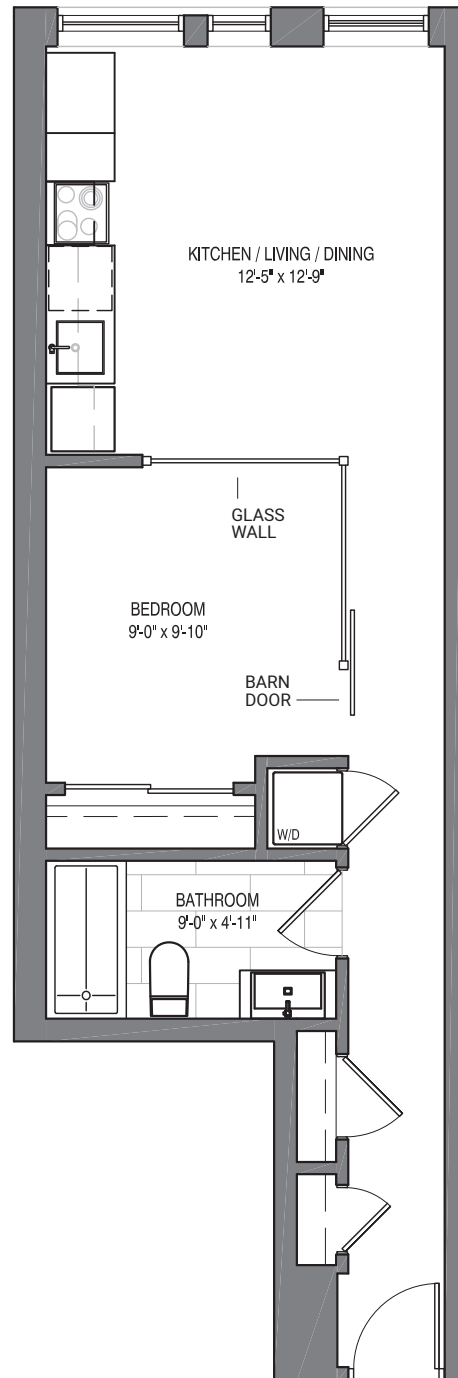 KITCHEN / LIVING / DINING
12'-5" x 12'-9"
GLASS
WALL
BEDROOM
9'-0" x 9'-10"
BARN
DOOR
W/D
BATHROOM
9'-0" x 4'-11"